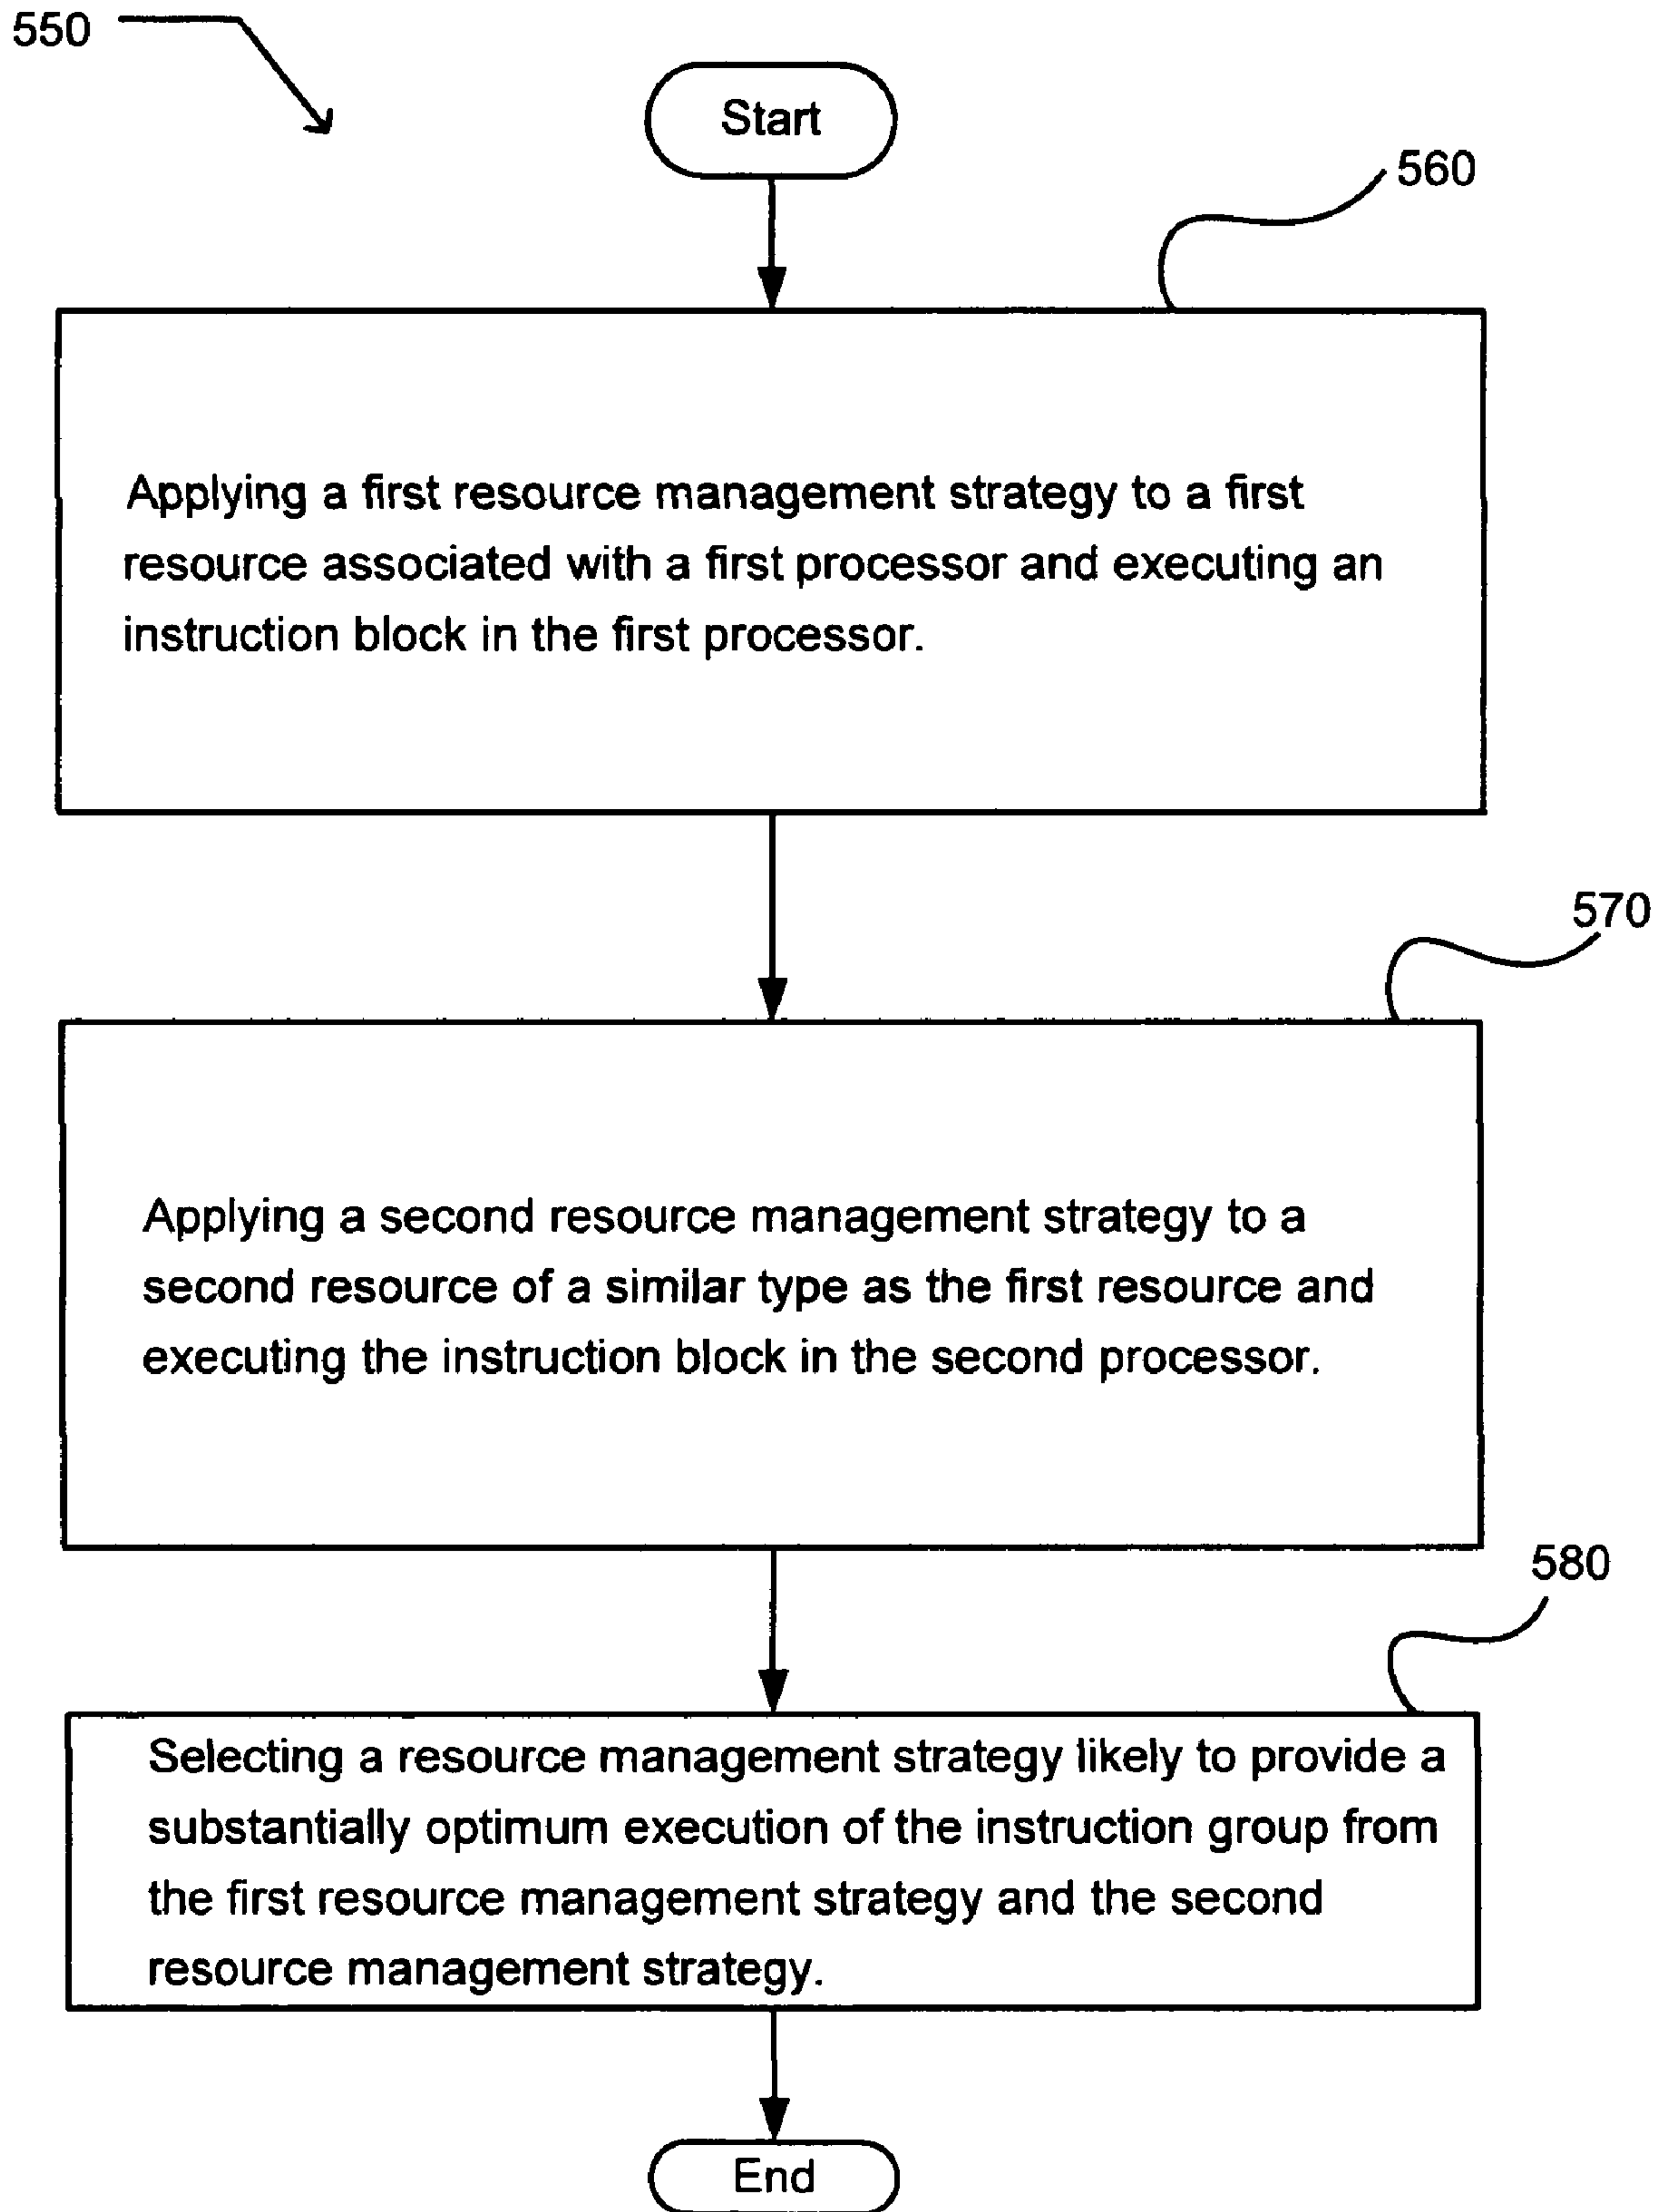 550
Start
560
Applying a first resource management strategy to a first
resource associated with a first processor and executing an
instruction block in the first processor.
570
Applying a second resource management strategy to a
second resource of a similar type as the first resource and
executing the instruction block in the second processor.
580
Selecting a resource management strategy likely to provide a
substantially optimum execution of the instruction group from
the first resource management strategy and the second
resource management strategy.
End